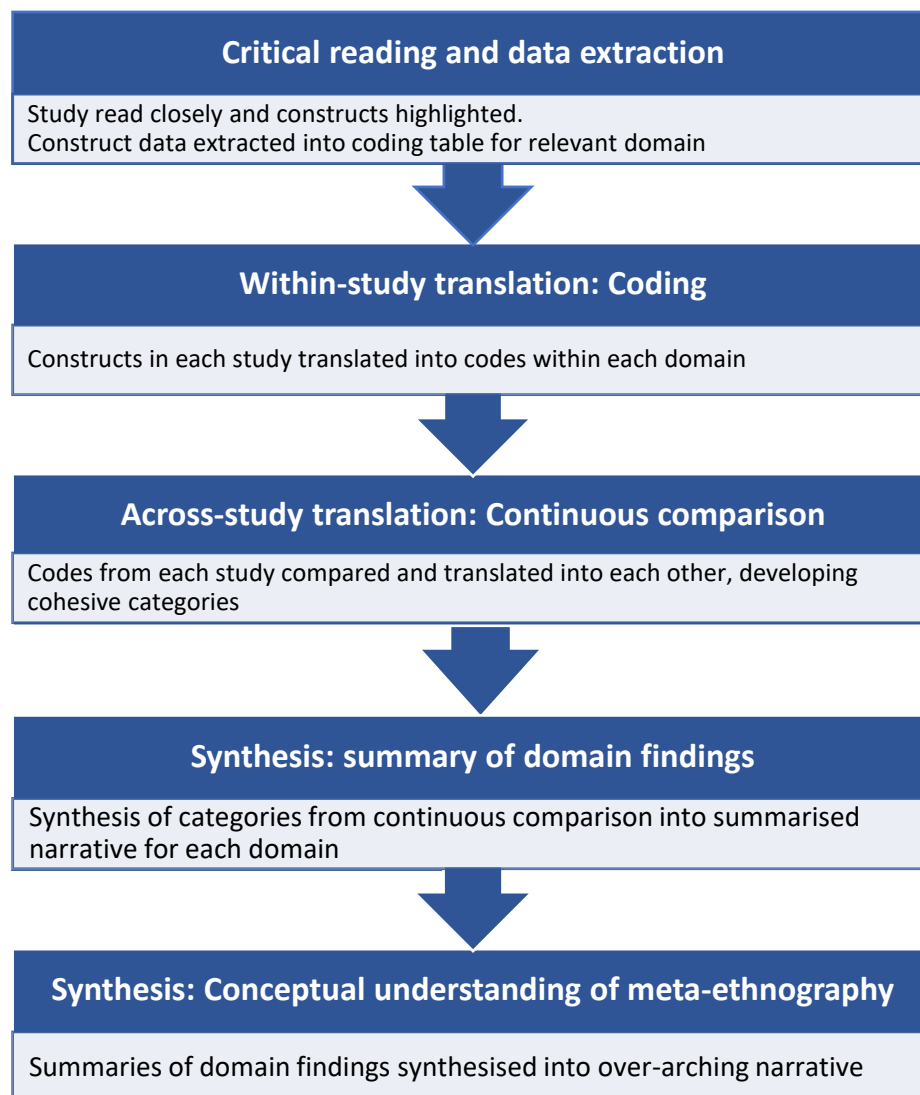 Critical reading and data extraction
Study read closely and constructs highlighted.
Construct data extracted into coding table for relevant domain
Within-study translation: Coding
Constructs in each study translated into codes within each domain
Across-study translation: Continuous comparison
Codes from each study compared and translated into each other, developing
cohesive categories
Synthesis: summary of domain findings
Synthesis of categories from continuous comparison into summarised
narrative for each domain
Synthesis: Conceptual understanding of meta-ethnography
Summaries of domain findings synthesised into over-arching narrative